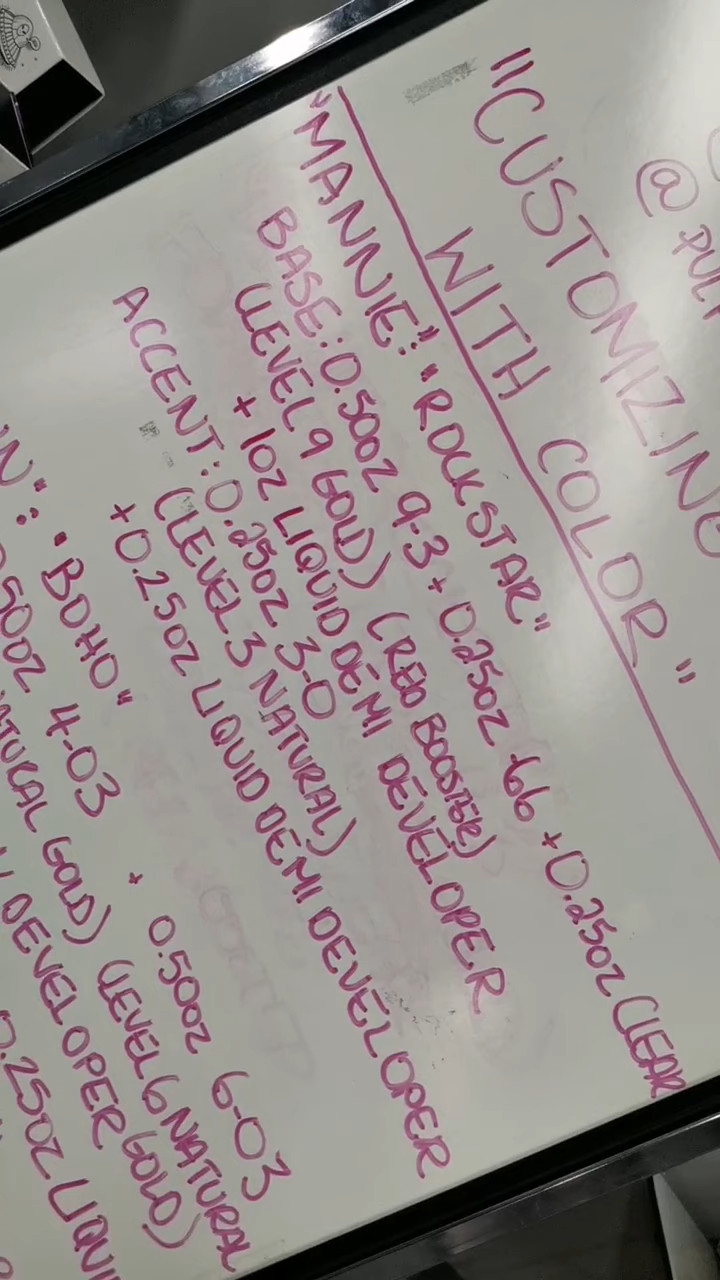 @
"CUSTOMIZING
WITH COLOR"
"MANNIE": "ROCKSTAR"
BASE: 0.50OZ 9-3 + 0.25OZ 66 + 0.25OZ CLEAR
(LEVEL 9 GOLD) (RED BOOSTER)
+ 1OZ LIQUID DEMI DEVELOPER
ACCENT: 0.25OZ 3-0
(LEVEL 3 NATURAL)
+0.25OZ LIQUID DEMI DEVELOPER
": "BOHO"
4-03 + 0.50OZ 6-03
GOLD) (LEVEL 6 NATURAL GOLD)
DEVELOPER